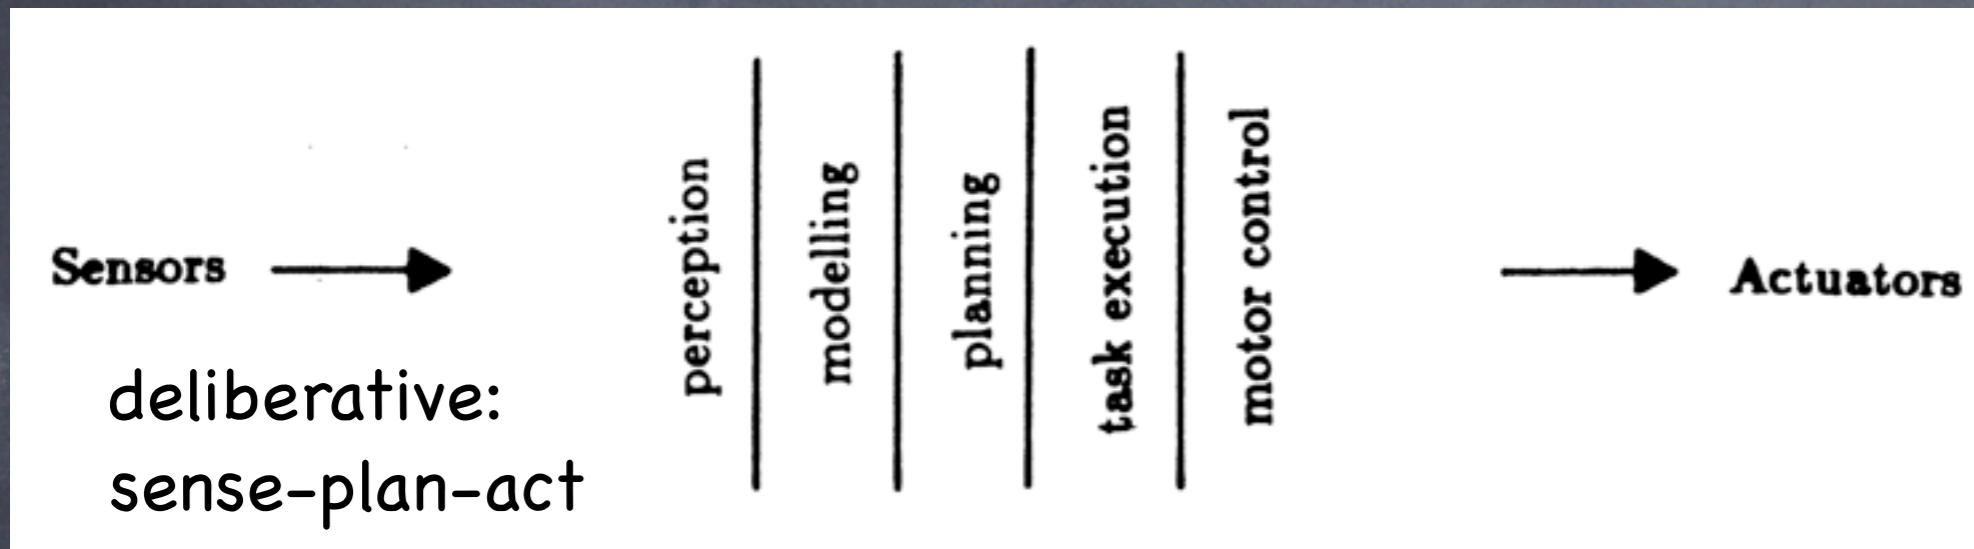 Sensors
perception
modelling
planning
task execution
motor control
Actuators
deliberative:
sense-plan-act